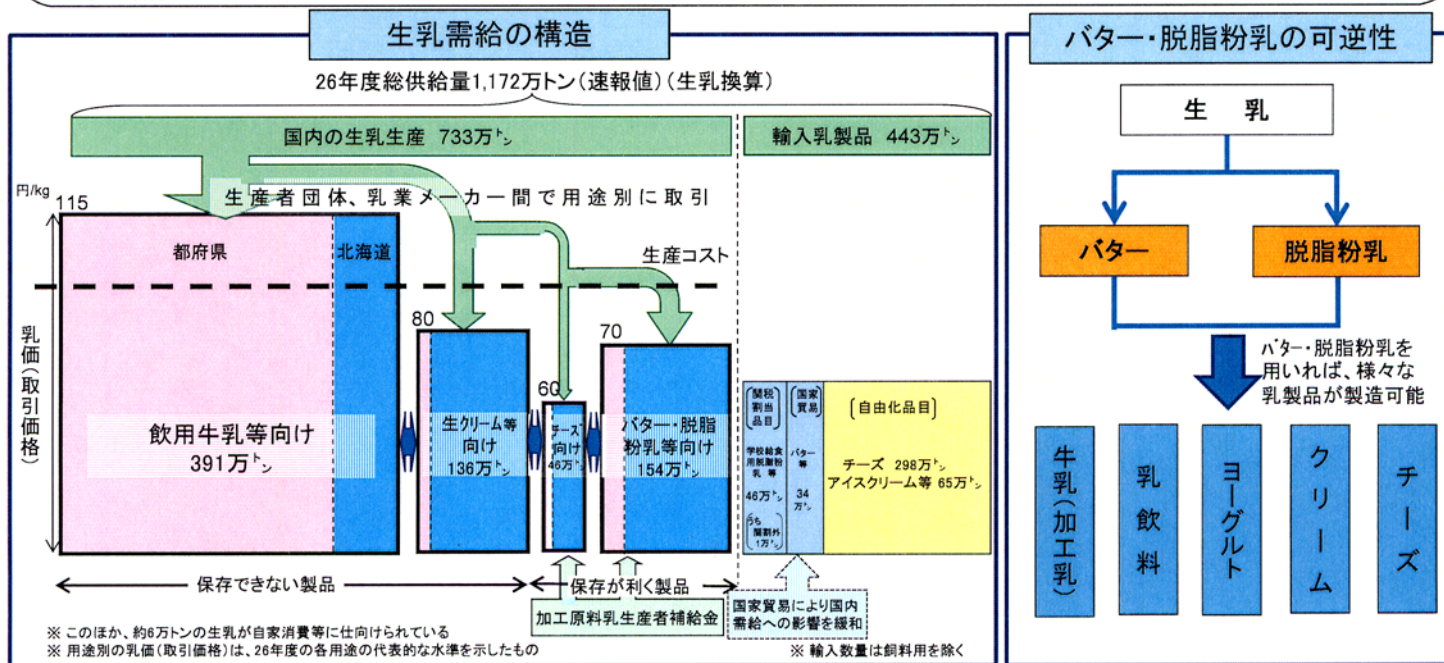 生乳需給の構造
26年度総供給量1,172万トン(速報値)(生乳換算)
国内の生乳生産 733万㌧
輸入乳製品 443万㌧
円/kg
115
生産者団体、乳業メーカー間で用途別に取引
都府県
北海道
生産コスト
乳価(取引価格)
80
60
70
飲用牛乳等向け
391万㌧
生クリーム等
向け
136万㌧
チーズ
向け
46万㌧
バター・脱脂
粉乳等向け
154万㌧
〔関税
割当
品目〕
学校給食
用脱脂粉
乳 等
46万㌧
〔うち
関割外
1万㌧〕
〔国家
貿易〕
バター
等
34
万㌧
〔自由化品目〕
チーズ 298万㌧
アイスクリーム等 65万㌧
保存できない製品
保存が利く製品
加工原料乳生産者補給金
国家貿易により国内
需給への影響を緩和
※ このほか、約6万トンの生乳が自家消費等に仕向けられている
※ 用途別の乳価(取引価格)は、26年度の各用途の代表的な水準を示したもの
※ 輸入数量は飼料用を除く
バター・脱脂粉乳の可逆性
生 乳
バター
脱脂粉乳
バター・脱脂粉乳を
用いれば、様々な
乳製品が製造可能
牛乳(加工乳)
乳飲料
ヨーグルト
クリーム
チーズ